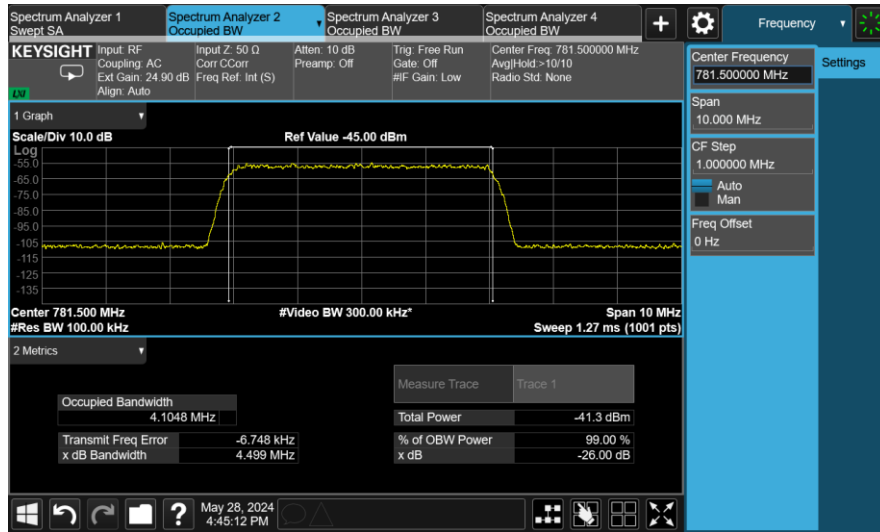 Spectrum Analyzer 1
Swept SA
Spectrum Analyzer 2
Occupied BW
Spectrum Analyzer 3
Occupied BW
Spectrum Analyzer 4
Occupied BW
+
Frequency
KEYSIGHT
LXI
Input: RF
Coupling: AC
Ext Gain: 24.90 dB
Align: Auto
Input Z: 50 Ω
Corr CCorr
Freq Ref: Int (S)
Atten: 10 dB
Preamp: Off
Trig: Free Run
Gate: Off
#IF Gain: Low
Center Freq: 781.500000 MHz
Avg|Hold:>10/10
Radio Std: None
Center Frequency
781.500000 MHz
Settings
Span
10.000 MHz
CF Step
1.000000 MHz
Auto
Man
Freq Offset
0 Hz
1 Graph
Scale/Div 10.0 dB
Ref Value -45.00 dBm
Log
-55.0
-65.0
-75.0
-85.0
-95.0
-105
-115
-125
-135
Center 781.500 MHz
#Video BW 300.00 kHz*
Span 10 MHz
#Res BW 100.00 kHz
Sweep 1.27 ms (1001 pts)
2 Metrics
Measure Trace
Trace 1
Occupied Bandwidth
4.1048 MHz
Total Power
-41.3 dBm
Transmit Freq Error
-6.748 kHz
% of OBW Power
99.00 %
x dB Bandwidth
4.499 MHz
x dB
-26.00 dB
?
May 28, 2024
4:45:12 PM